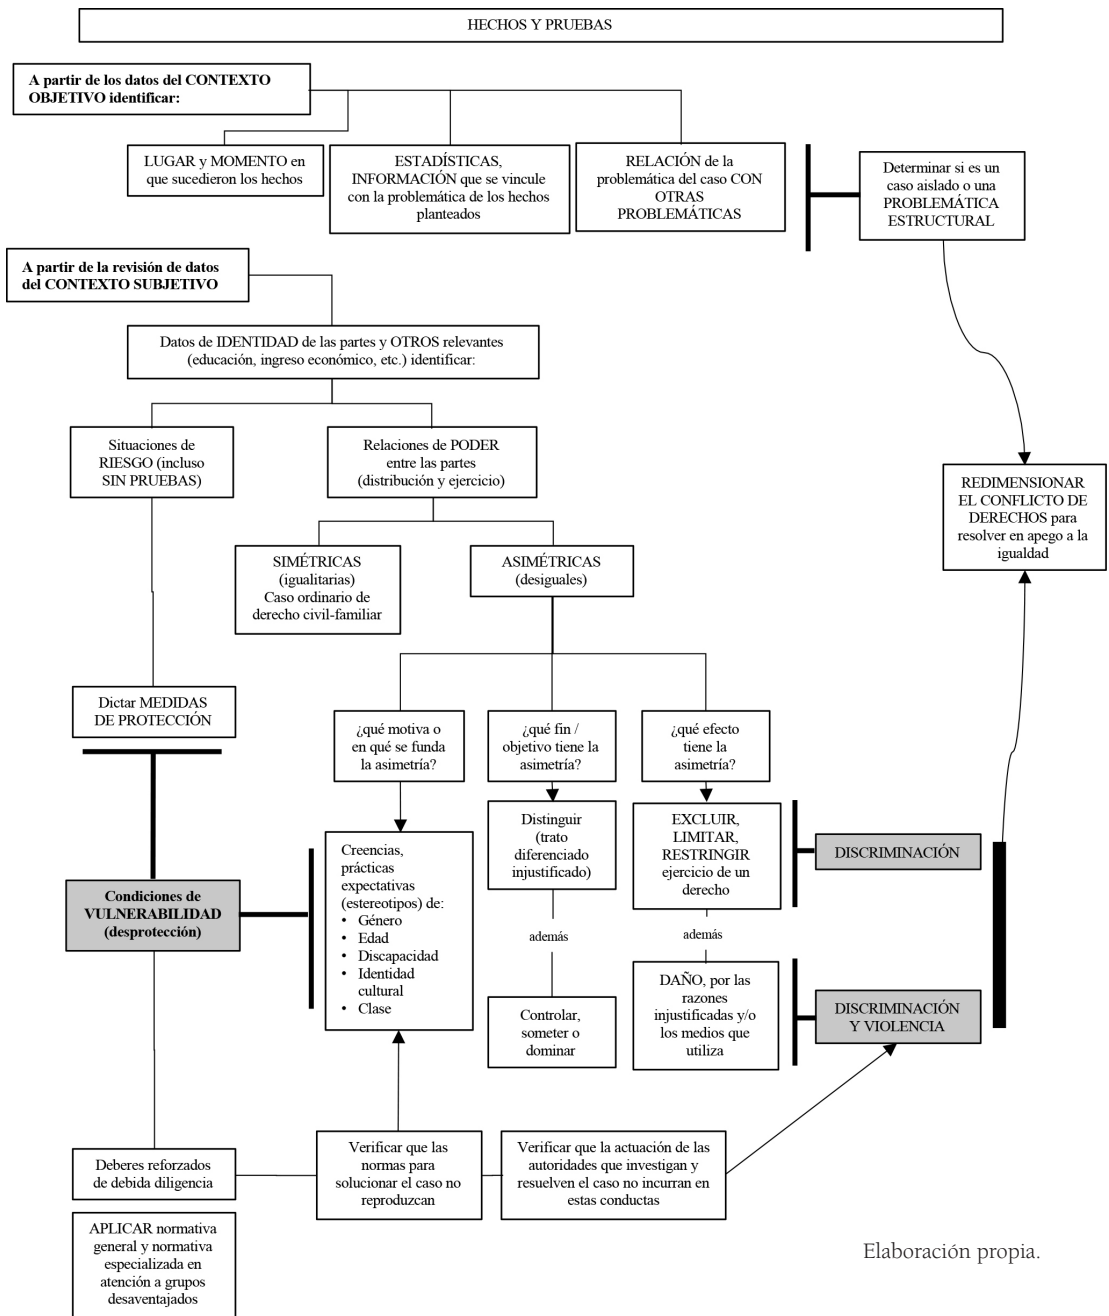 HECHOS Y PRUEBAS
A partir de los datos del CONTEXTO
OBJETIVO identificar:
LUGAR y MOMENTO en
que sucedieron los hechos
ESTADÍSTICAS,
INFORMACIÓN que se vincule
con la problemática de los hechos
planteados
RELACIÓN de la
problemática del caso CON
OTRAS
PROBLEMÁTICAS
Determinar si es un
caso aislado o una
PROBLEMÁTICA
ESTRUCTURAL
A partir de la revisión de datos
del CONTEXTO SUBJETIVO
Datos de IDENTIDAD de las partes y OTROS relevantes
(educación, ingreso económico, etc.) identificar:
Situaciones de
RIESGO (incluso
SIN PRUEBAS)
Relaciones de PODER
entre las partes
(distribución y ejercicio)
REDIMENSIONAR
EL CONFLICTO DE
DERECHOS para
resolver en apego a la
igualdad
SIMÉTRICAS
(igualitarias)
Caso ordinario de
derecho civil-familiar
ASIMÉTRICAS
(desiguales)
Dictar MEDIDAS
DE PROTECCIÓN
¿qué motiva o
en qué se funda
la asimetría?
¿qué fin /
objetivo tiene la
asimetría?
¿qué efecto
tiene la
asimetría?
Creencias,
prácticas
expectativas
(estereotipos) de:
• Género
• Edad
• Discapacidad
• Identidad
cultural
• Clase
Distinguir
(trato
diferenciado
injustificado)
además
Controlar,
someter o
dominar
EXCLUIR,
LIMITAR,
RESTRINGIR
ejercicio de un
derecho
además
DAÑO, por las
razones
injustificadas y/o
los medios que
utiliza
DISCRIMINACIÓN
DISCRIMINACIÓN
Y VIOLENCIA
Condiciones de
VULNERABILIDAD
(desprotección)
Deberes reforzados
de debida diligencia
Verificar que las
normas para
solucionar el caso no
reproduzcan
Verificar que la actuación de las
autoridades que investigan y
resuelven el caso no incurran en
estas conductas
APLICAR normativa
general y normativa
especializada en
atención a grupos
desaventajados
Elaboración propia.